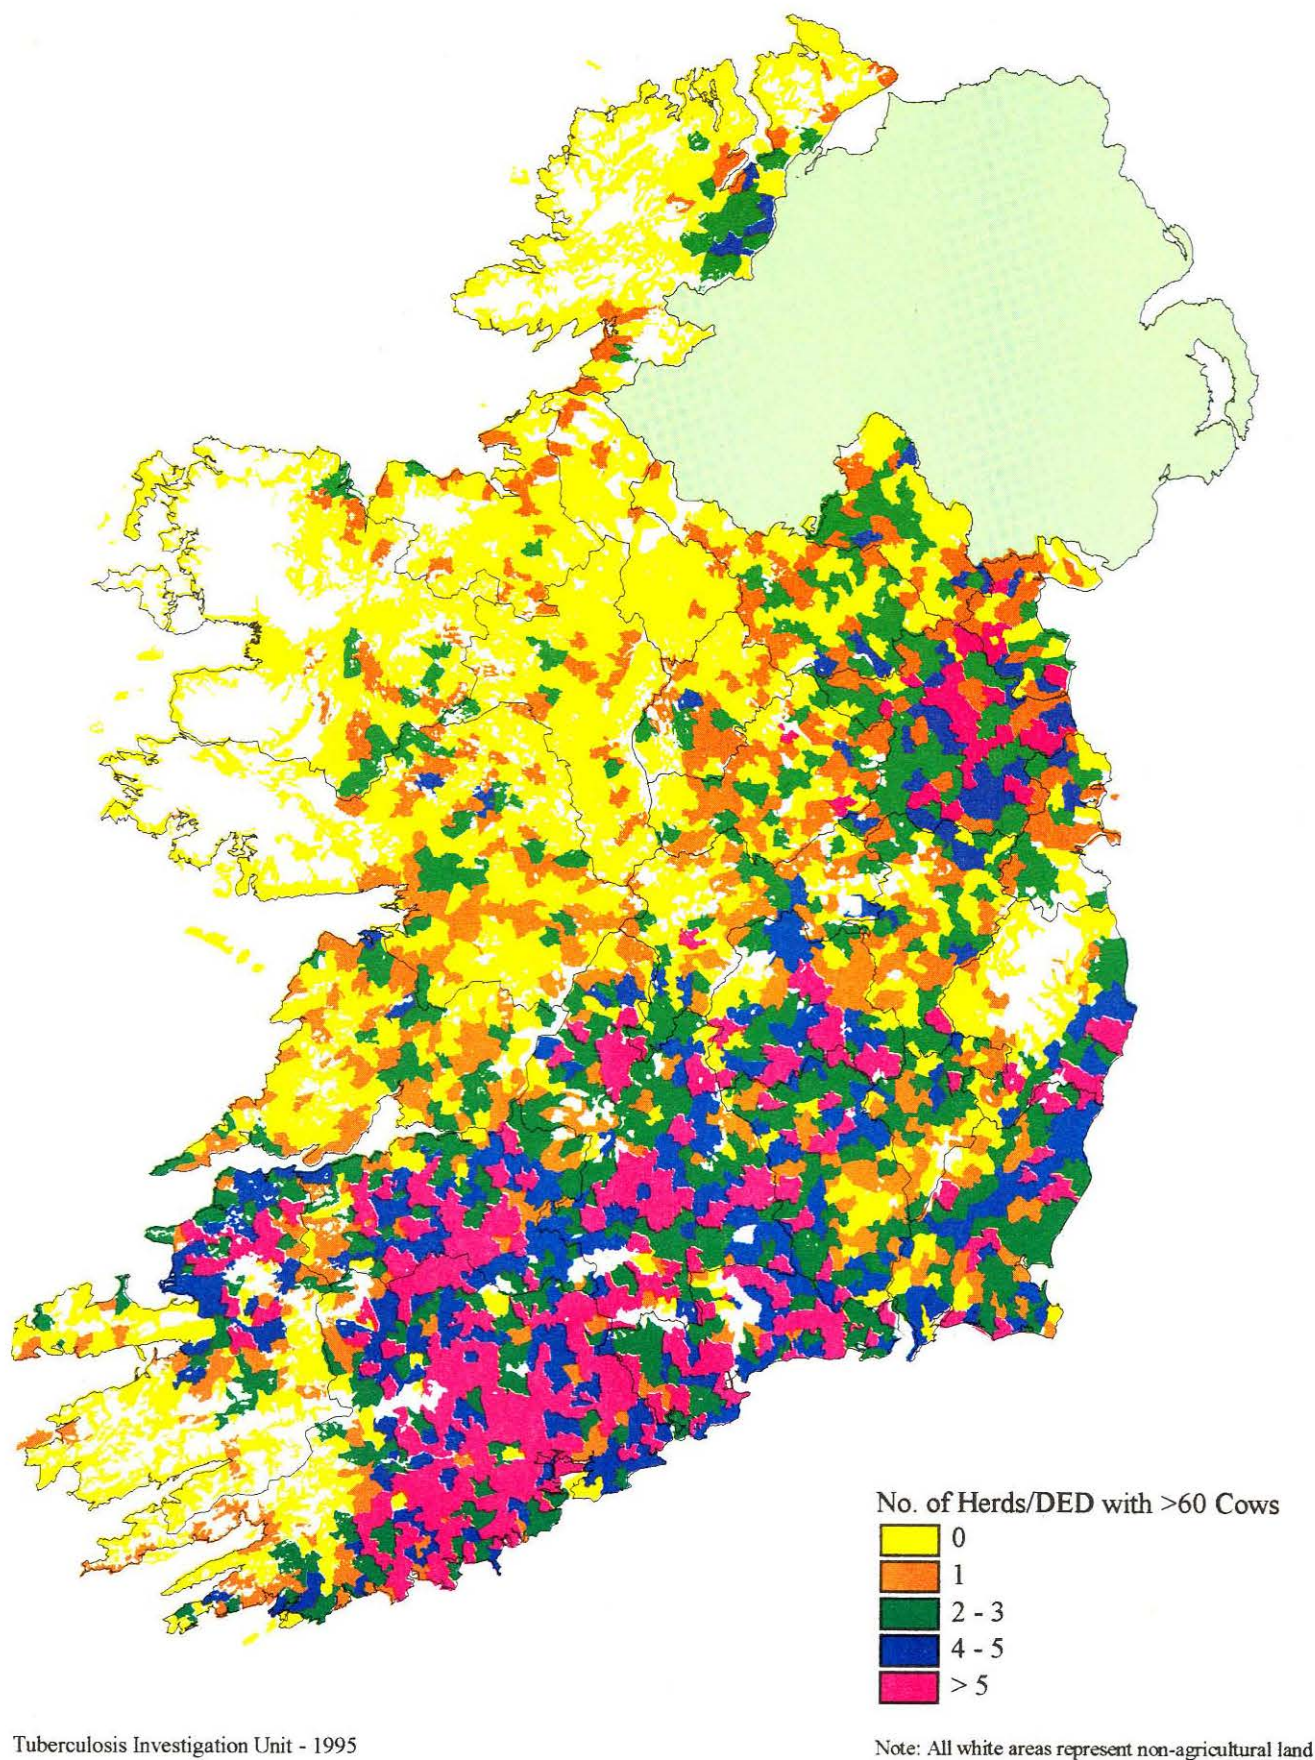 No. of Herds/DED with >60 Cows
0
1
2 - 3
4 - 5
> 5
Tuberculosis Investigation Unit - 1995
Note: All white areas represent non-agricultural land